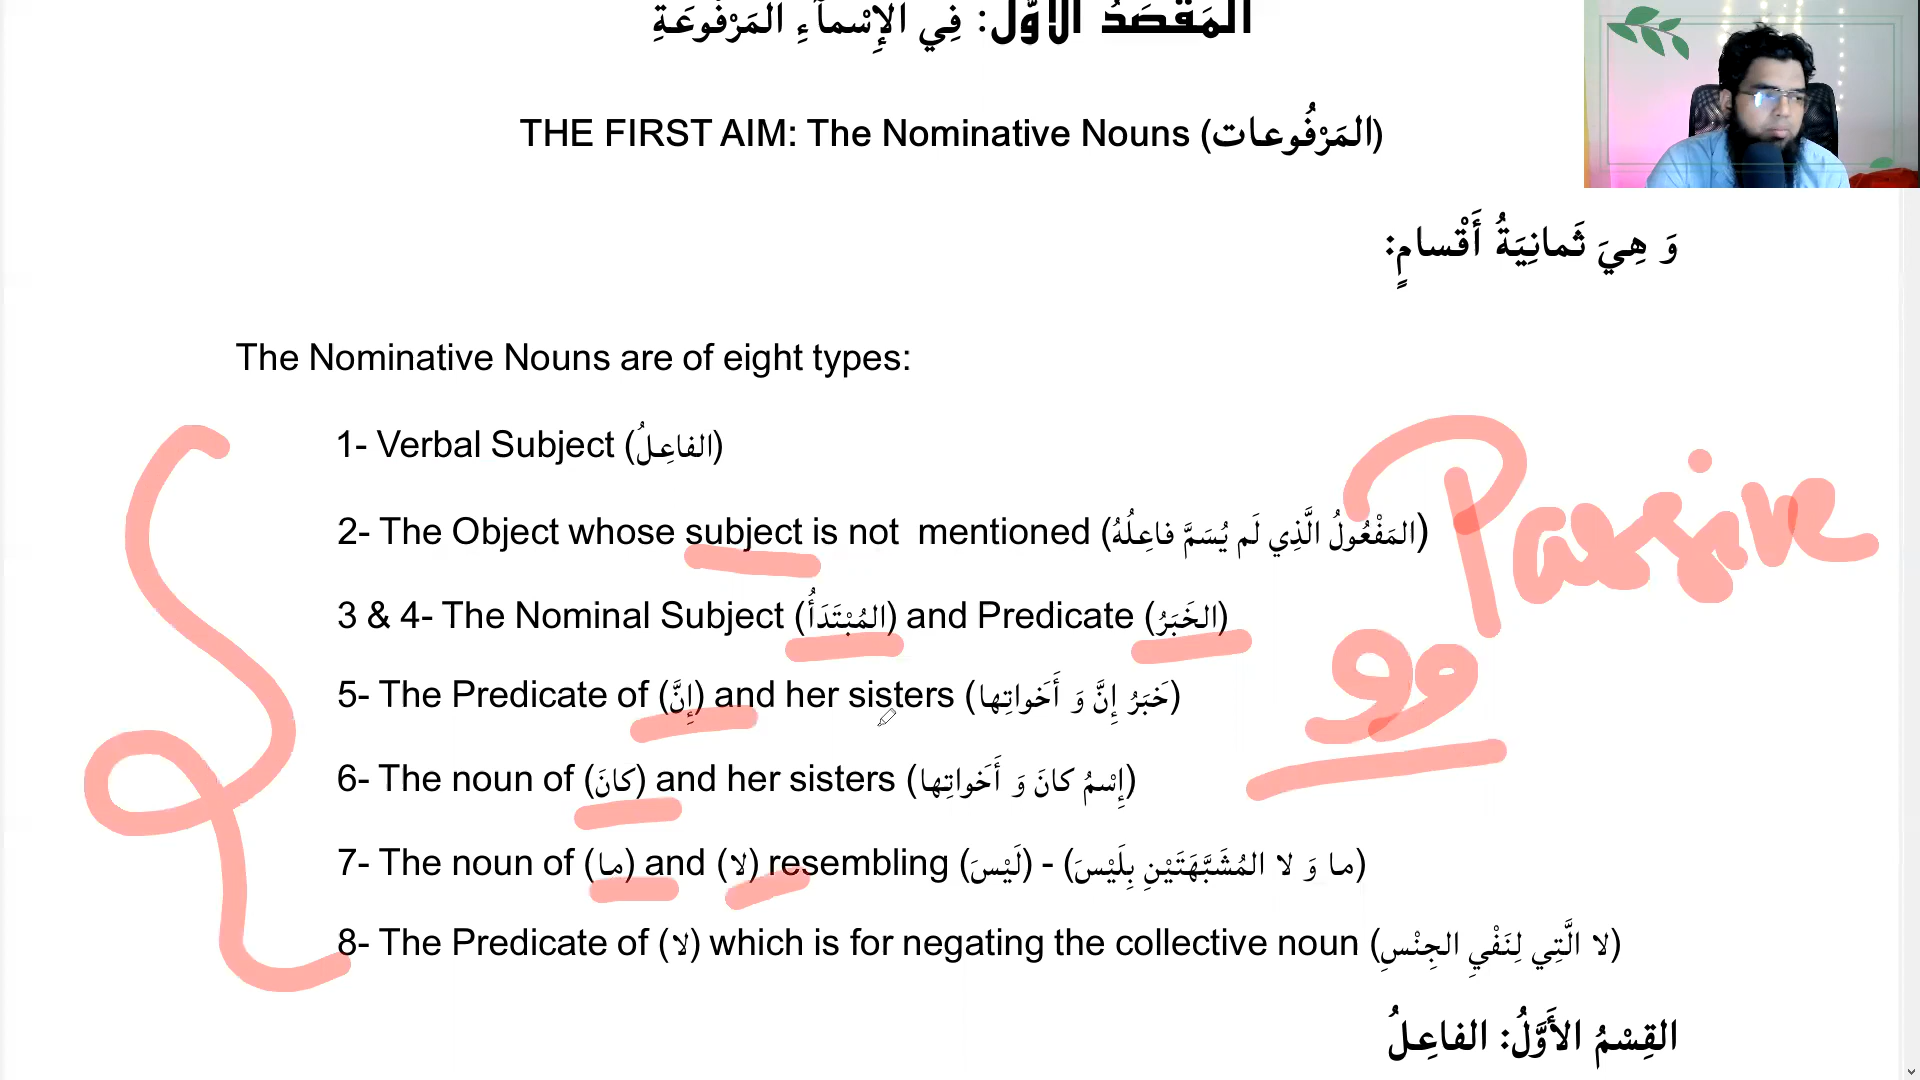 المَقْصَدُ الأوَّل: فِي الإِسْمآءِ المَرْفُوعَةِ
THE FIRST AIM: The Nominative Nouns (المَرْفُوعات)
وَ هِيَ ثَمانِيَةُ أَقْسامٍ:
The Nominative Nouns are of eight types:
1- Verbal Subject (الفاعِلُ)
2- The Object whose subject is not mentioned (المَفْعُولُ الَّذِي لَم يُسَمَّ فاعِلُهُ)
Passive
3 & 4- The Nominal Subject (المُبْتَدَأُ) and Predicate (الخَبَرُ)
5- The Predicate of (إِنَّ) and her sisters (خَبَرُ إِنَّ وَ أَخواتِها)
6- The noun of (كانَ) and her sisters (إِسْمُ كانَ وَ أَخواتِها)
7- The noun of (ما) and (لا) resembling (لَيْسَ) - (ما وَ لا المُشَبَّهَتَيْنِ بِلَيْسَ)
8- The Predicate of (لا) which is for negating the collective noun (لا الَّتِي لِنَفْيِ الجِنْسِ)
القِسْمُ الأَوَّلُ: الفاعِلُ